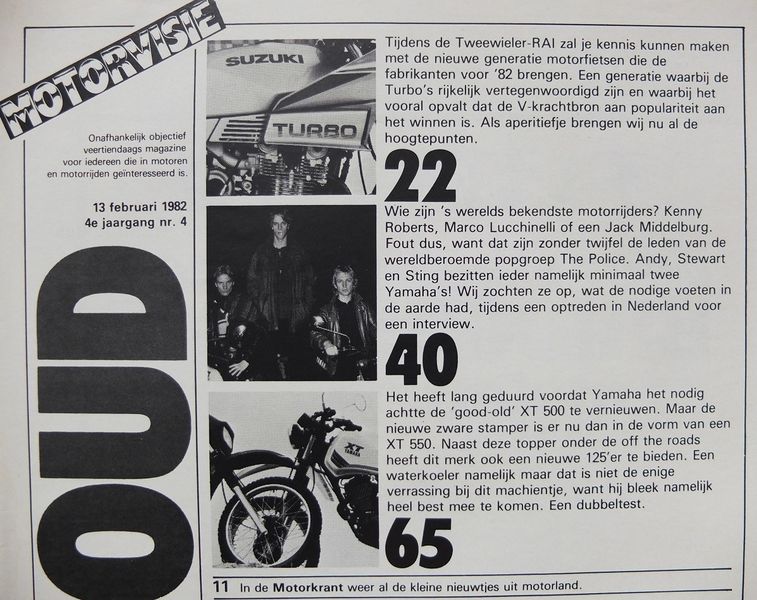 MOTORVISIE
Onafhankelijk objectief
veertiendaags magazine
voor iedereen die in motoren
en motorrijden geïnteresseerd is.
13 februari 1982
4e jaargang nr. 4
OUD
SUZUKI
TURBO
Tijdens de Tweewieler-RAI zal je kennis kunnen maken
met de nieuwe generatie motorfietsen die de
fabrikanten voor '82 brengen. Een generatie waarbij de
Turbo's rijkelijk vertegenwoordigd zijn en waarbij het
vooral opvalt dat de V-krachtbron aan populariteit aan
het winnen is. Als aperitiefje brengen wij nu al de
hoogtepunten.
22
Wie zijn 's werelds bekendste motorrijders? Kenny
Roberts, Marco Lucchinelli of een Jack Middelburg.
Fout dus, want dat zijn zonder twijfel de leden van de
wereldberoemde popgroep The Police. Andy, Stewart
en Sting bezitten ieder namelijk minimaal twee
Yamaha's! Wij zochten ze op, wat de nodige voeten in
de aarde had, tijdens een optreden in Nederland voor
een interview.
40
XT
YAMAHA
Het heeft lang geduurd voordat Yamaha het nodig
achtte de 'good-old' XT 500 te vernieuwen. Maar de
nieuwe zware stamper is er nu dan in de vorm van een
XT 550. Naast deze topper onder de off the roads
heeft dit merk ook een nieuwe 125'er te bieden. Een
waterkoeler namelijk maar dat is niet de enige
verrassing bij dit machientje, want hij bleek namelijk
heel best mee te komen. Een dubbeltest.
65
11 In de Motorkrant weer al de kleine nieuwtjes uit motorland.